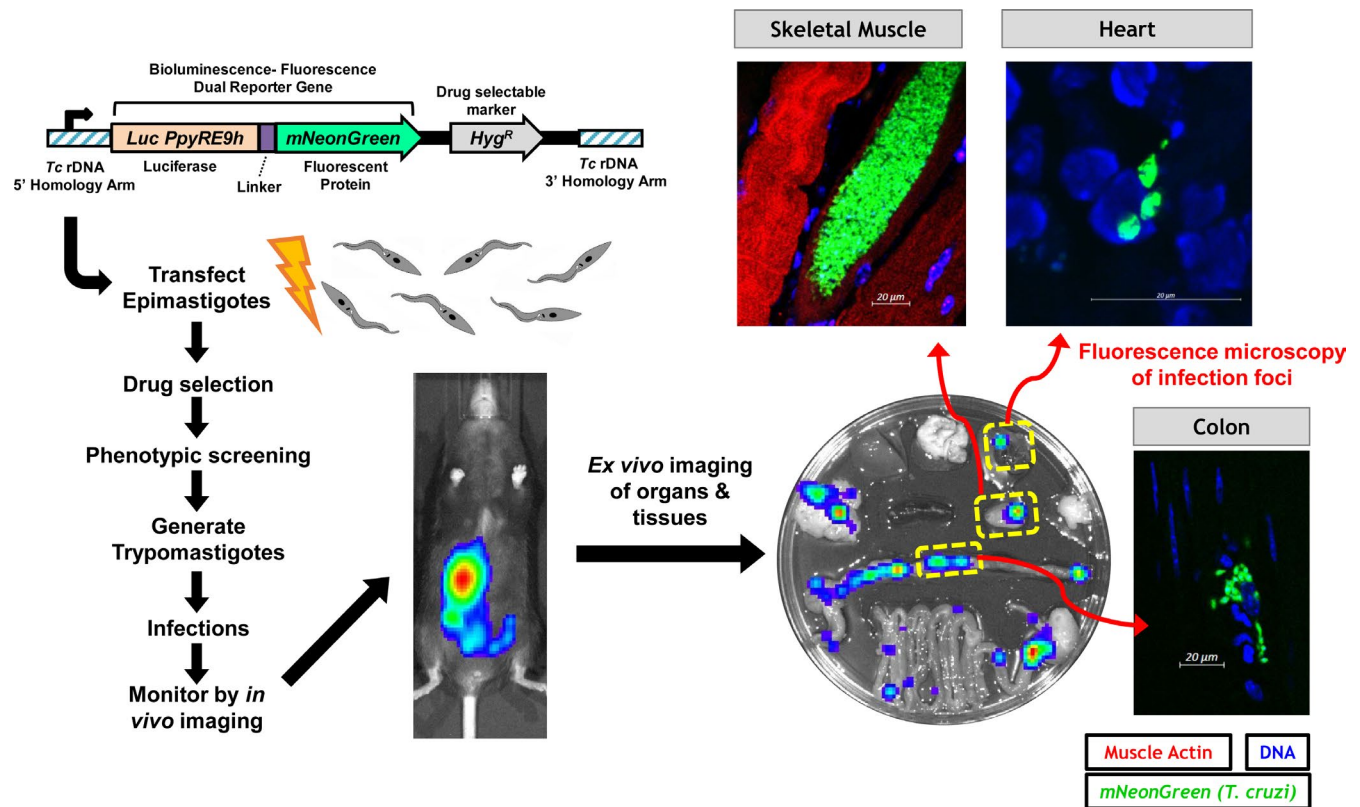 Bioluminescence- Fluorescence
Dual Reporter Gene
Drug selectable
marker
Luc PpyRE9h
mNeonGreen
Hyg^R
Tc rDNA
5' Homology Arm
Luciferase
Linker
Fluorescent
Protein
Tc rDNA
3' Homology Arm
Transfect
Epimastigotes
Drug selection
Phenotypic screening
Generate
Trypomastigotes
Infections
Monitor by in
vivo imaging
Ex vivo imaging
of organs &
tissues
Skeletal Muscle
20 µm
Heart
20 µm
Fluorescence microscopy
of infection foci
Colon
20 µm
Muscle Actin
DNA
mNeonGreen (T. cruzi)